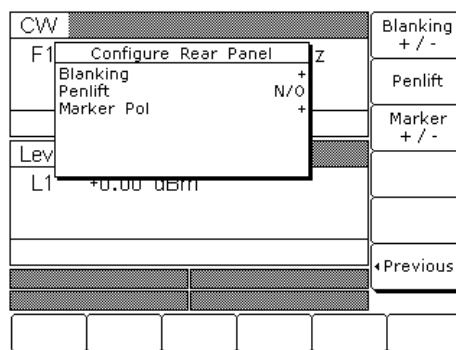 CW
F1
z
Configure Rear Panel
Blanking +
Penlift N/O
Marker Pol +
Lev
L1 +0.00 dBm
Blanking
+ / -
Penlift
Marker
+ / -
Previous